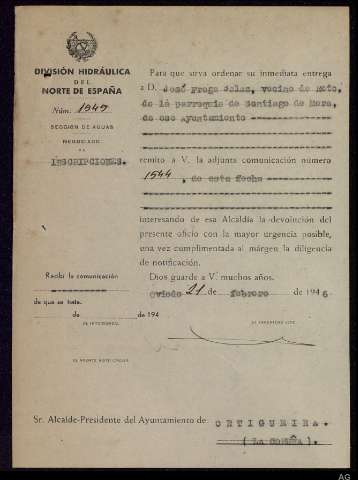 DIVISIÓN HIDRÁULICA
DEL
NORTE DE ESPAÑA
Núm. 1545
SECCIÓN DE AGUAS
NEGOCIADO
DE
INSCRIPCIONES.
Para que sirva ordenar su inmediata entrega
a D. José Fraga Salas, vecino de Hoto,
de la parroquia de Santiago de Mera,
de ese Ayuntamiento
remito a V. la adjunta comunicación número
1544, de esta fecha
interesando de esa Alcaldía la devolución del
presente oficio con la mayor urgencia posible,
una vez cumplimentada al márgen la diligencia
de notificación.
Dios guarde a V. muchos años.
Oviedo 21 de febrero de 1946
EL INGENIERO JEFE
Recibí la comunicación
de que se trata.
de de 194
EL INTERESADO,
EL AGENTE NOTIFICADOR
Sr. Alcalde-Presidente del Ayuntamiento de ORTIGUEIRA.
(LA CORUÑA).
AG